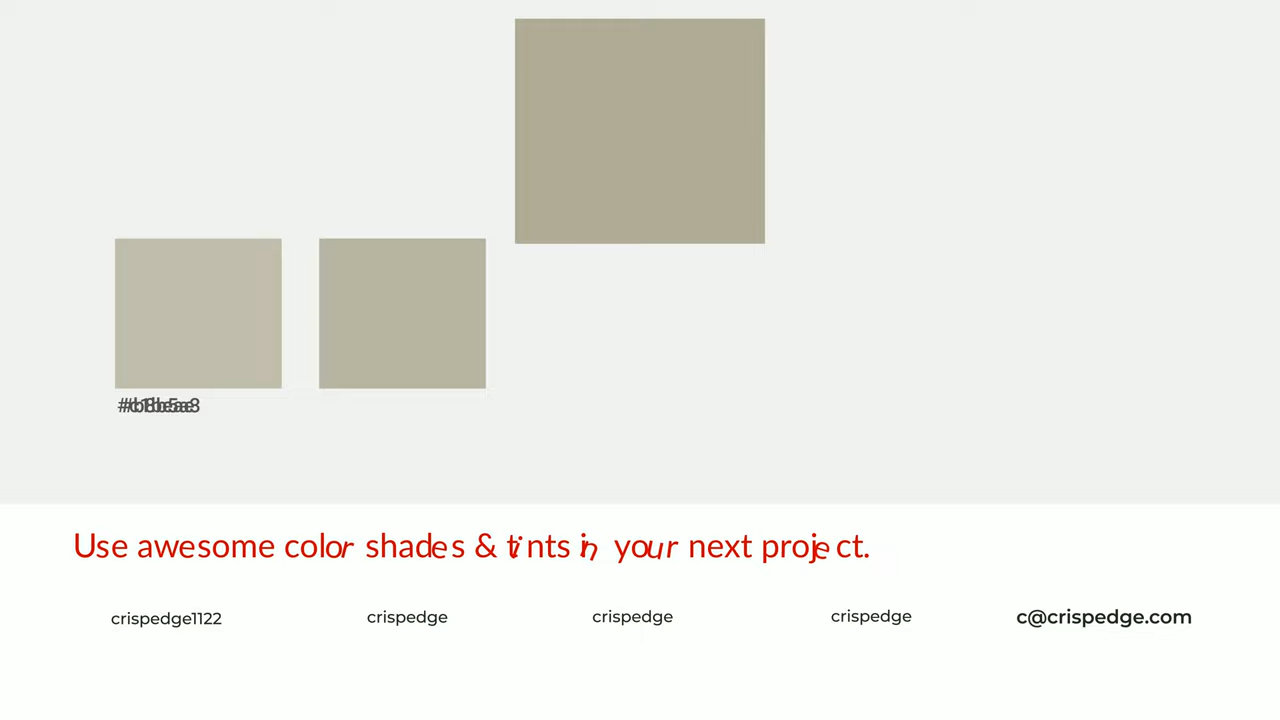 Use awesome color shades & tints in your next project.
crispedge1122 crispedge crispedge crispedge c@crispedge.com